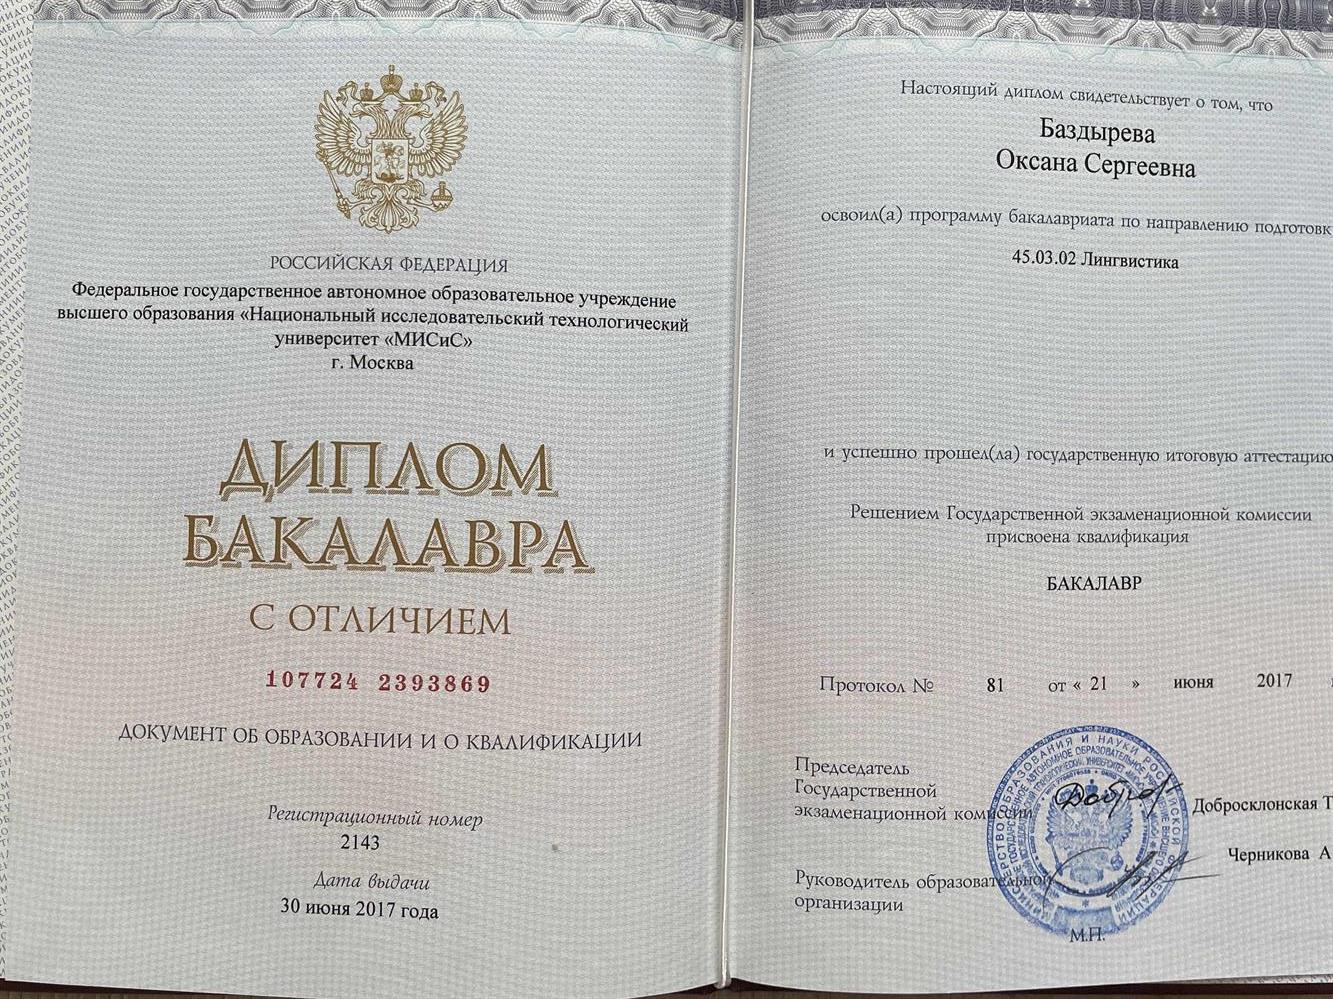 РОССИЙСКАЯ ФЕДЕРАЦИЯ
Федеральное государственное автономное образовательное учреждение
высшего образования «Национальный исследовательский технологический
университет «МИСиС»
г. Москва
ДИПЛОМ
БАКАЛАВРА
С ОТЛИЧИЕМ
107724 2393869
ДОКУМЕНТ ОБ ОБРАЗОВАНИИ И О КВАЛИФИКАЦИИ
Регистрационный номер
2143
Дата выдачи
30 июня 2017 года
Настоящий диплом свидетельствует о том, что
Баздырева
Оксана Сергеевна
освоил(а) программу бакалавриата по направлению подготовк
45.03.02 Лингвистика
и успешно прошел(ла) государственную итоговую аттестацию
Решением Государственной экзаменационной комиссии
присвоена квалификация
БАКАЛАВР
Протокол № 81 от « 21 » июня 2017
Председатель
Государственной
экзаменационной комиссии
Добросклонская Т
Черникова А
Руководитель образовательной
организации
М.П.